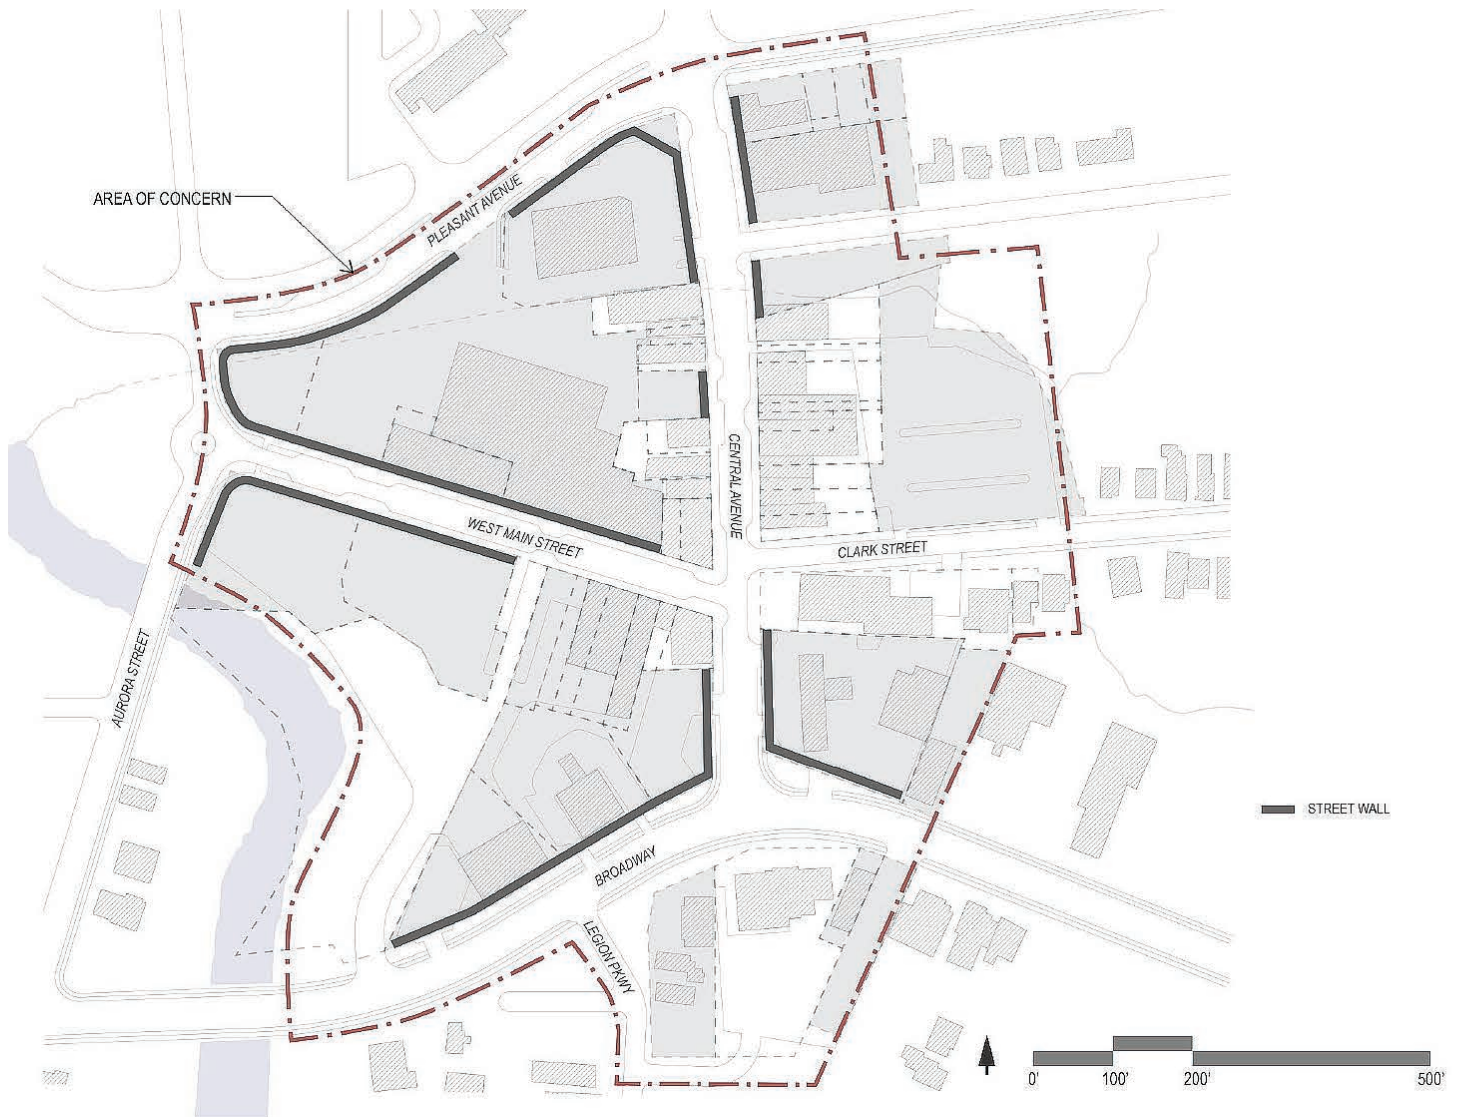 AREA OF CONCERN
PLEASANT AVENUE
CENTRAL AVENUE
WEST MAIN STREET
CLARK STREET
AURORA STREET
STREET WALL
BROADWAY
LEGION PKWY
0' 100' 200' 500'